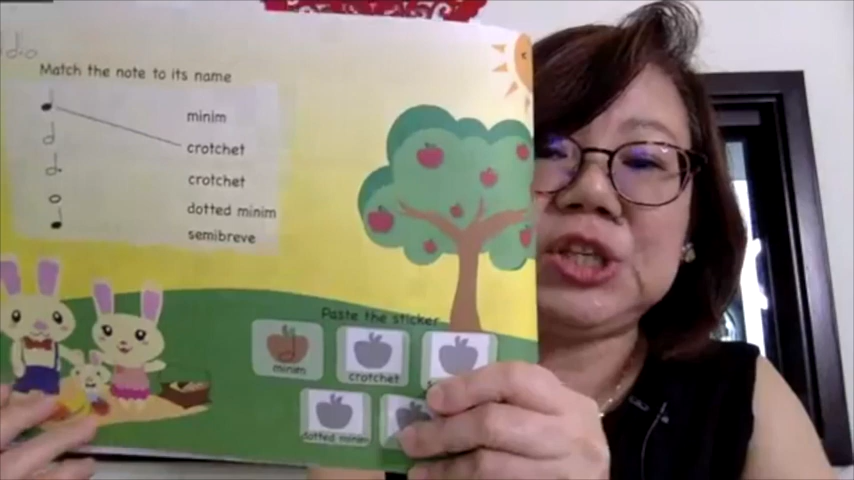 Match the note to its name
minim
crotchet
crotchet
dotted minim
semibreve
Paste the sticker
minim
crotchet
dotted minim